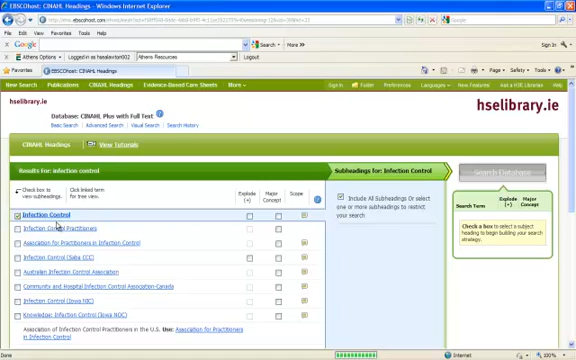 EBSCOhost: CINAHL Headings - Windows Internet Explorer
File Edit View Favorites Tools Help
Google
Search More >>
Sign In
Athens Options Logged in as hsalawton002 Athens Resources Logout
Favorites EBSCOhost: CINAHL Headings
Page Safety Tools
New Search Publications CINAHL Headings Evidence-Based Care Sheets More
Sign In Folder Preferences Languages New Features Ask a HSE Librarian
hselibrary.ie
Database: CINAHL Plus with Full Text
Basic Search Advanced Search Visual Search Search History
hselibrary.ie
CINAHL Headings View Tutorials
Results for: infection control
Subheadings for: Infection Control
Search Database
Check box to view subheadings.
Click linked term for tree view.
Explode (+)
Major Concept
Scope
Include All Subheadings Or select
one or more subheadings to restrict
your search
Search Term
Explode (+)
Major Concept
Check a box to select a subject
heading to begin building your search
strategy.
Infection Control
Infection Control Practitioners
Association for Practitioners in Infection Control
Infection Control (Saba CCC)
Australian Infection Control Association
Community and Hospital Infection Control Association-Canada
Infection Control (Iowa NIC)
Knowledge: Infection Control (Iowa NOC)
Association of Infection Control Practitioners in the U.S. Use: Association for Practitioners
in Infection Control
Done
Internet
100%